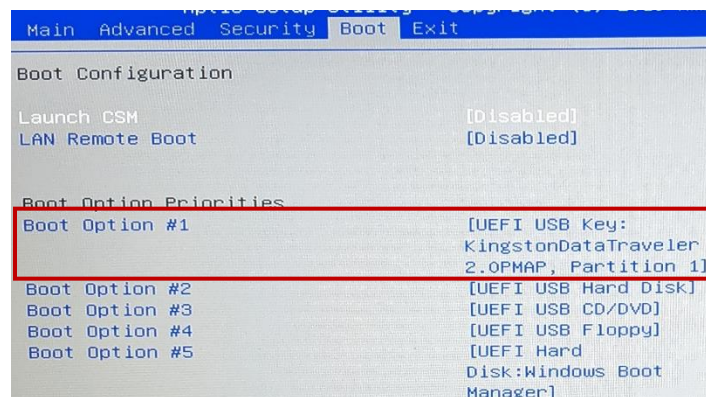 Main Advanced Security Boot Exit
Boot Configuration
Launch CSM [Disabled]
LAN Remote Boot [Disabled]
Boot Option Priorities
Boot Option #1 [UEFI USB Key:
KingstonDataTraveler
2.0PMAP, Partition 1]
Boot Option #2 [UEFI USB Hard Disk]
Boot Option #3 [UEFI USB CD/DVD]
Boot Option #4 [UEFI USB Floppy]
Boot Option #5 [UEFI Hard
Disk:Windows Boot
Manager]